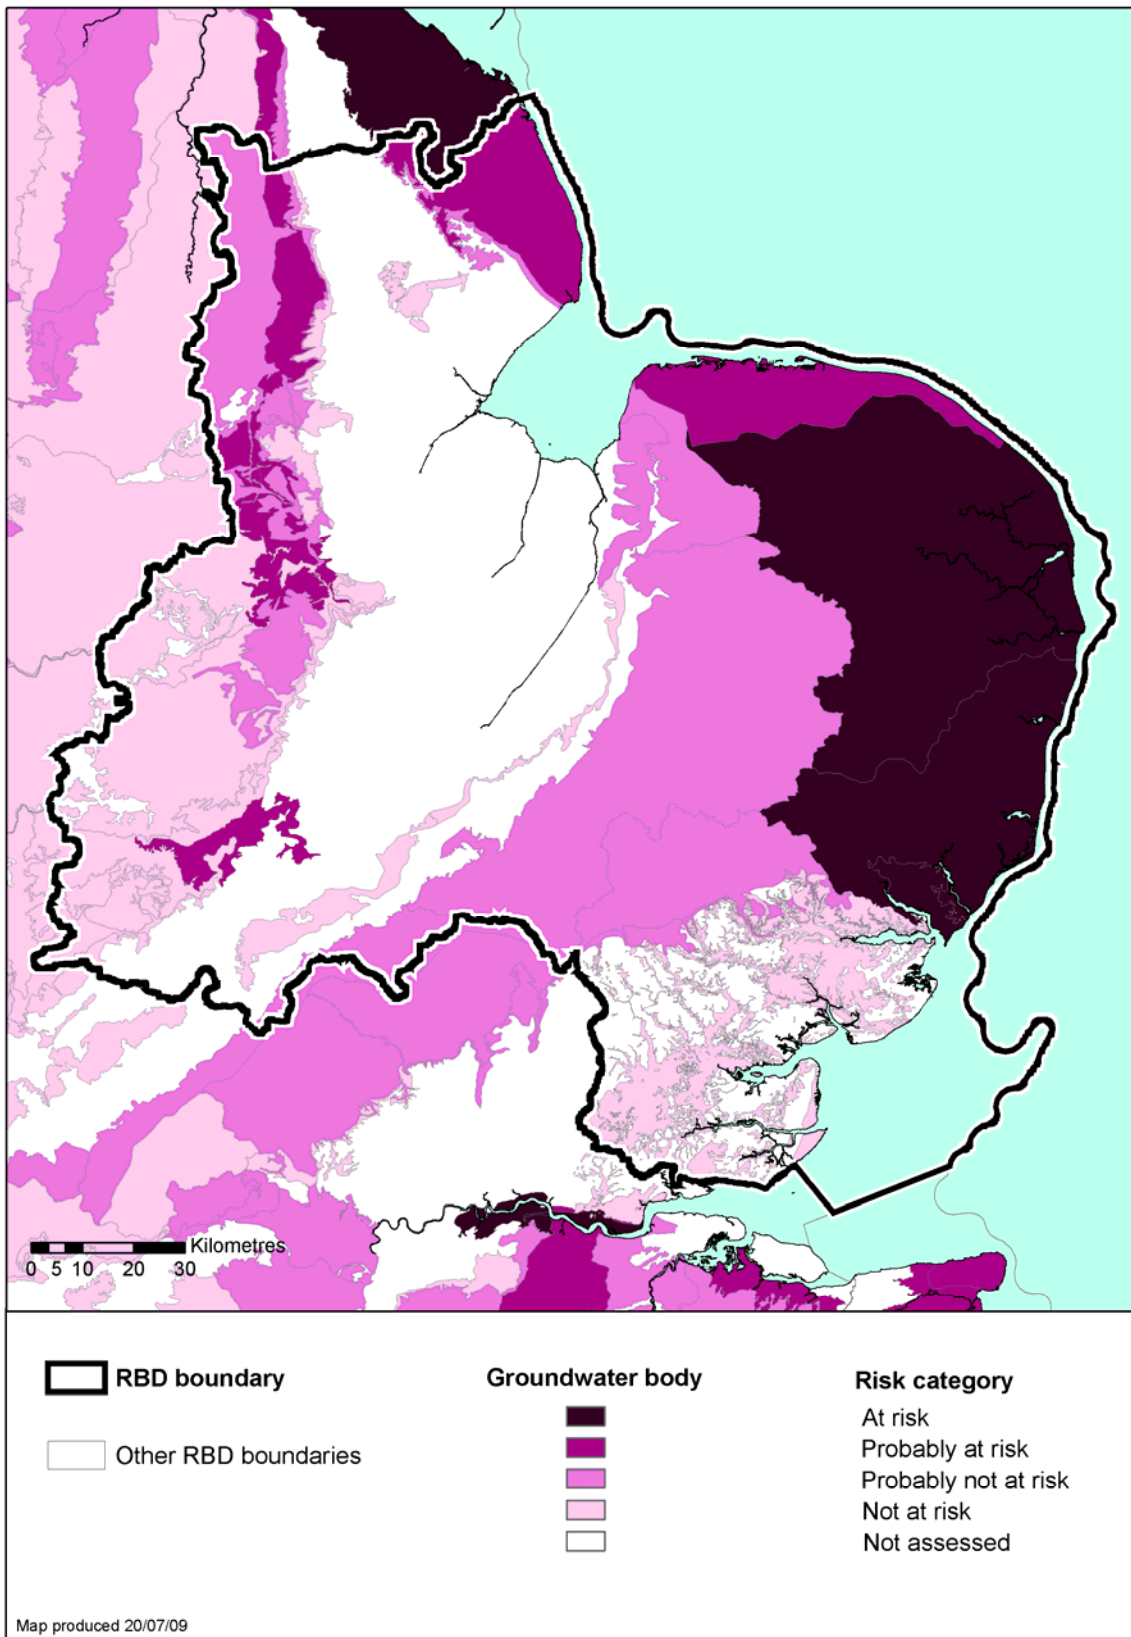 Kilometres
0 5 10 20 30
RBD boundary
Other RBD boundaries
Groundwater body
Risk category
At risk
Probably at risk
Probably not at risk
Not at risk
Not assessed
Map produced 20/07/09